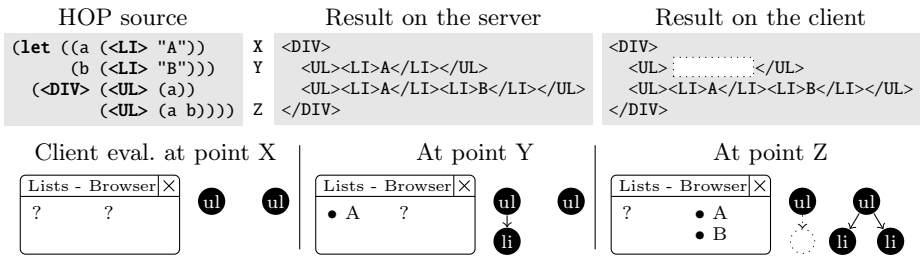 HOP source
(let ((a (<LI> "A"))
(b (<LI> "B")))
(<DIV> (<UL> (a))
(<UL> (a b))))
X
Y
Z
Result on the server
<DIV>
<UL><LI>A</LI></UL>
<UL><LI>A</LI><LI>B</LI></UL>
</DIV>
Result on the client
<DIV>
<UL> </UL>
<UL><LI>A</LI><LI>B</LI></UL>
</DIV>
Client eval. at point X
Lists - Browser ×
? ?
ul ul
At point Y
Lists - Browser ×
• A ?
ul ul
li
At point Z
Lists - Browser ×
? • A
• B
ul ul
li li